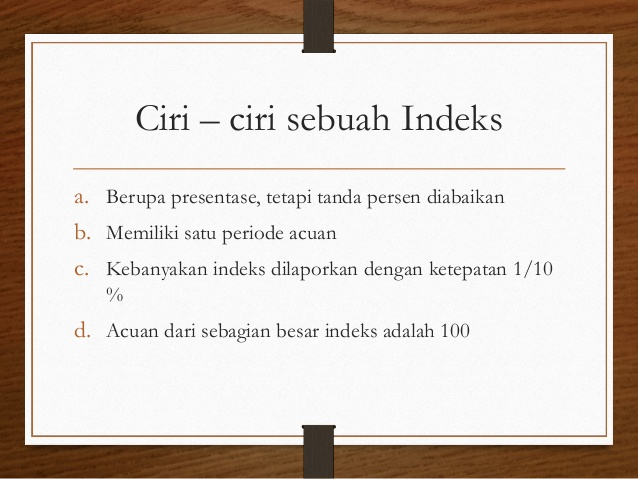 Ciri – ciri sebuah Indeks
a. Berupa presentase, tetapi tanda persen diabaikan
b. Memiliki satu periode acuan
c. Kebanyakan indeks dilaporkan dengan ketepatan 1/10
%
d. Acuan dari sebagian besar indeks adalah 100